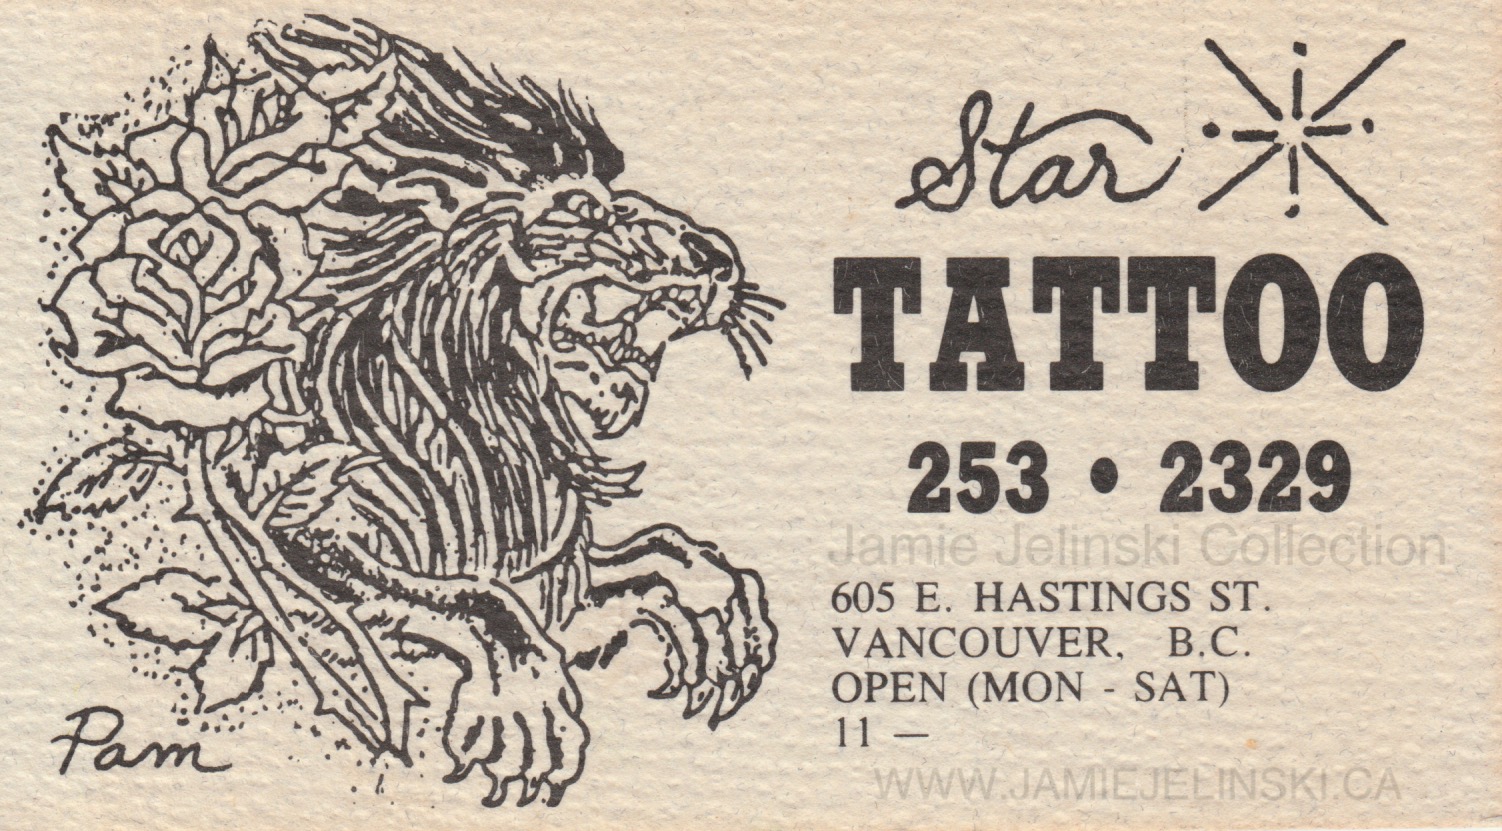 Star
TATTOO
253 • 2329
Jamie Jelinski Collection
605 E. HASTINGS ST.
VANCOUVER, B.C.
OPEN (MON - SAT)
11 —
Pam
WWW.JAMIEJELINSKI.CA